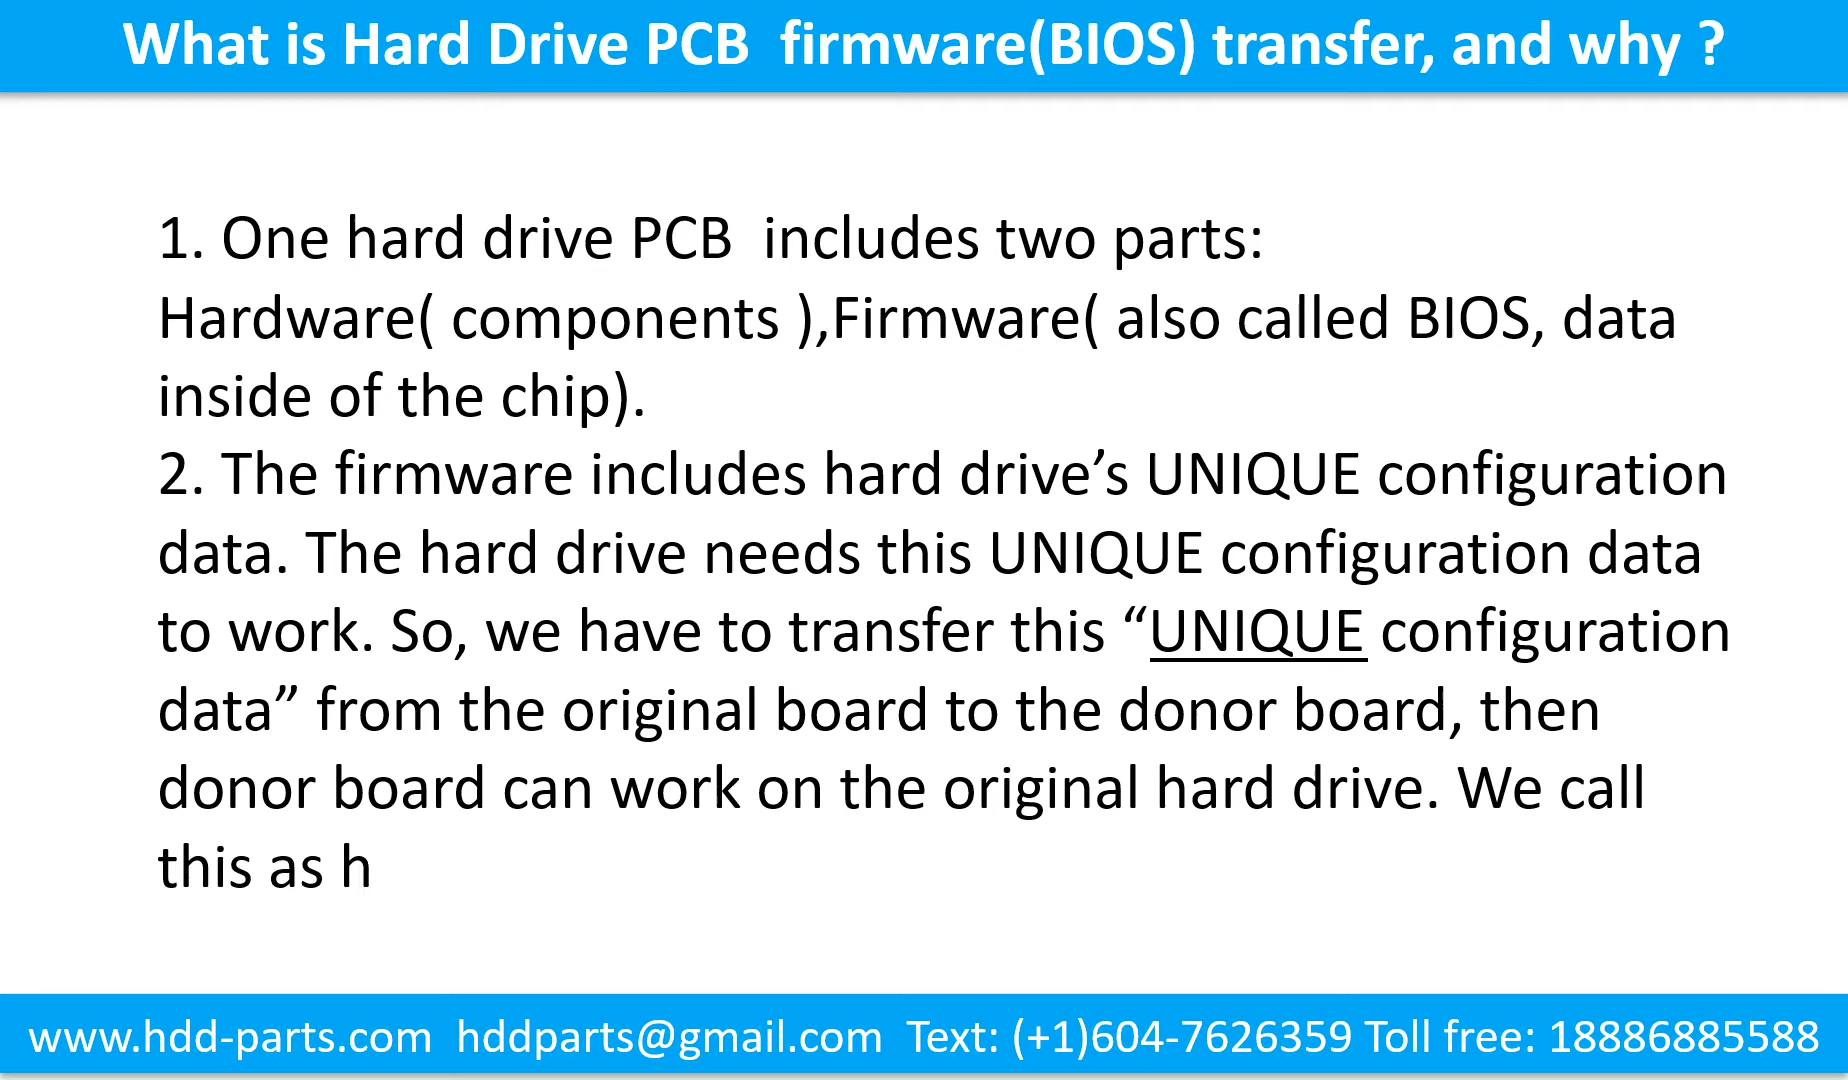 What is Hard Drive PCB  firmware(BIOS) transfer, and why ?
1. One hard drive PCB  includes two parts:
Hardware( components ),Firmware( also called BIOS, data
inside of the chip).
2. The firmware includes hard drive’s UNIQUE configuration
data. The hard drive needs this UNIQUE configuration data
to work. So, we have to transfer this “UNIQUE configuration
data” from the original board to the donor board, then
donor board can work on the original hard drive. We call
this as h
www.hdd-parts.com  hddparts@gmail.com  Text: (+1)604-7626359 Toll free: 18886885588